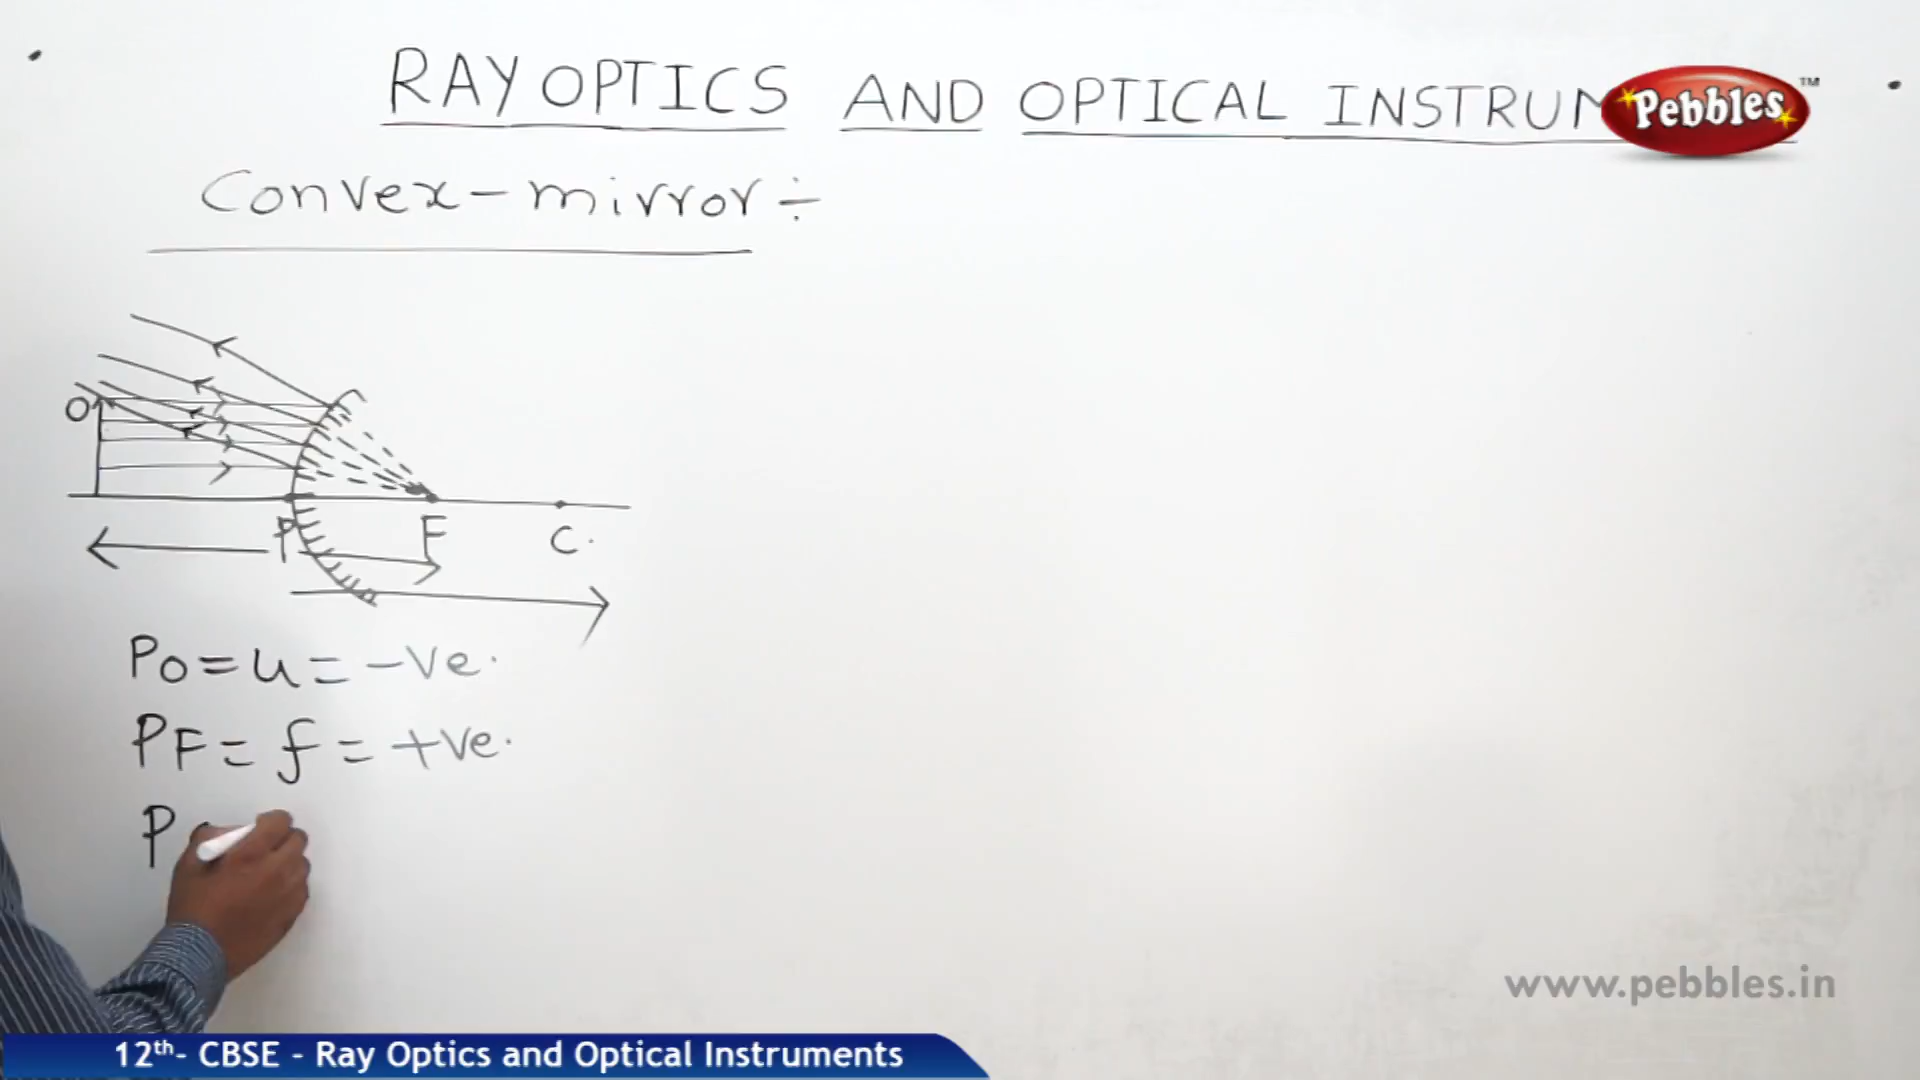 RAY OPTICS AND OPTICAL INSTRUM
Pebbles™
Convex-mirror÷
O
P F C.
PO = u = -ve.
PF = f = +ve.
P
www.pebbles.in
12th- CBSE - Ray Optics and Optical Instruments